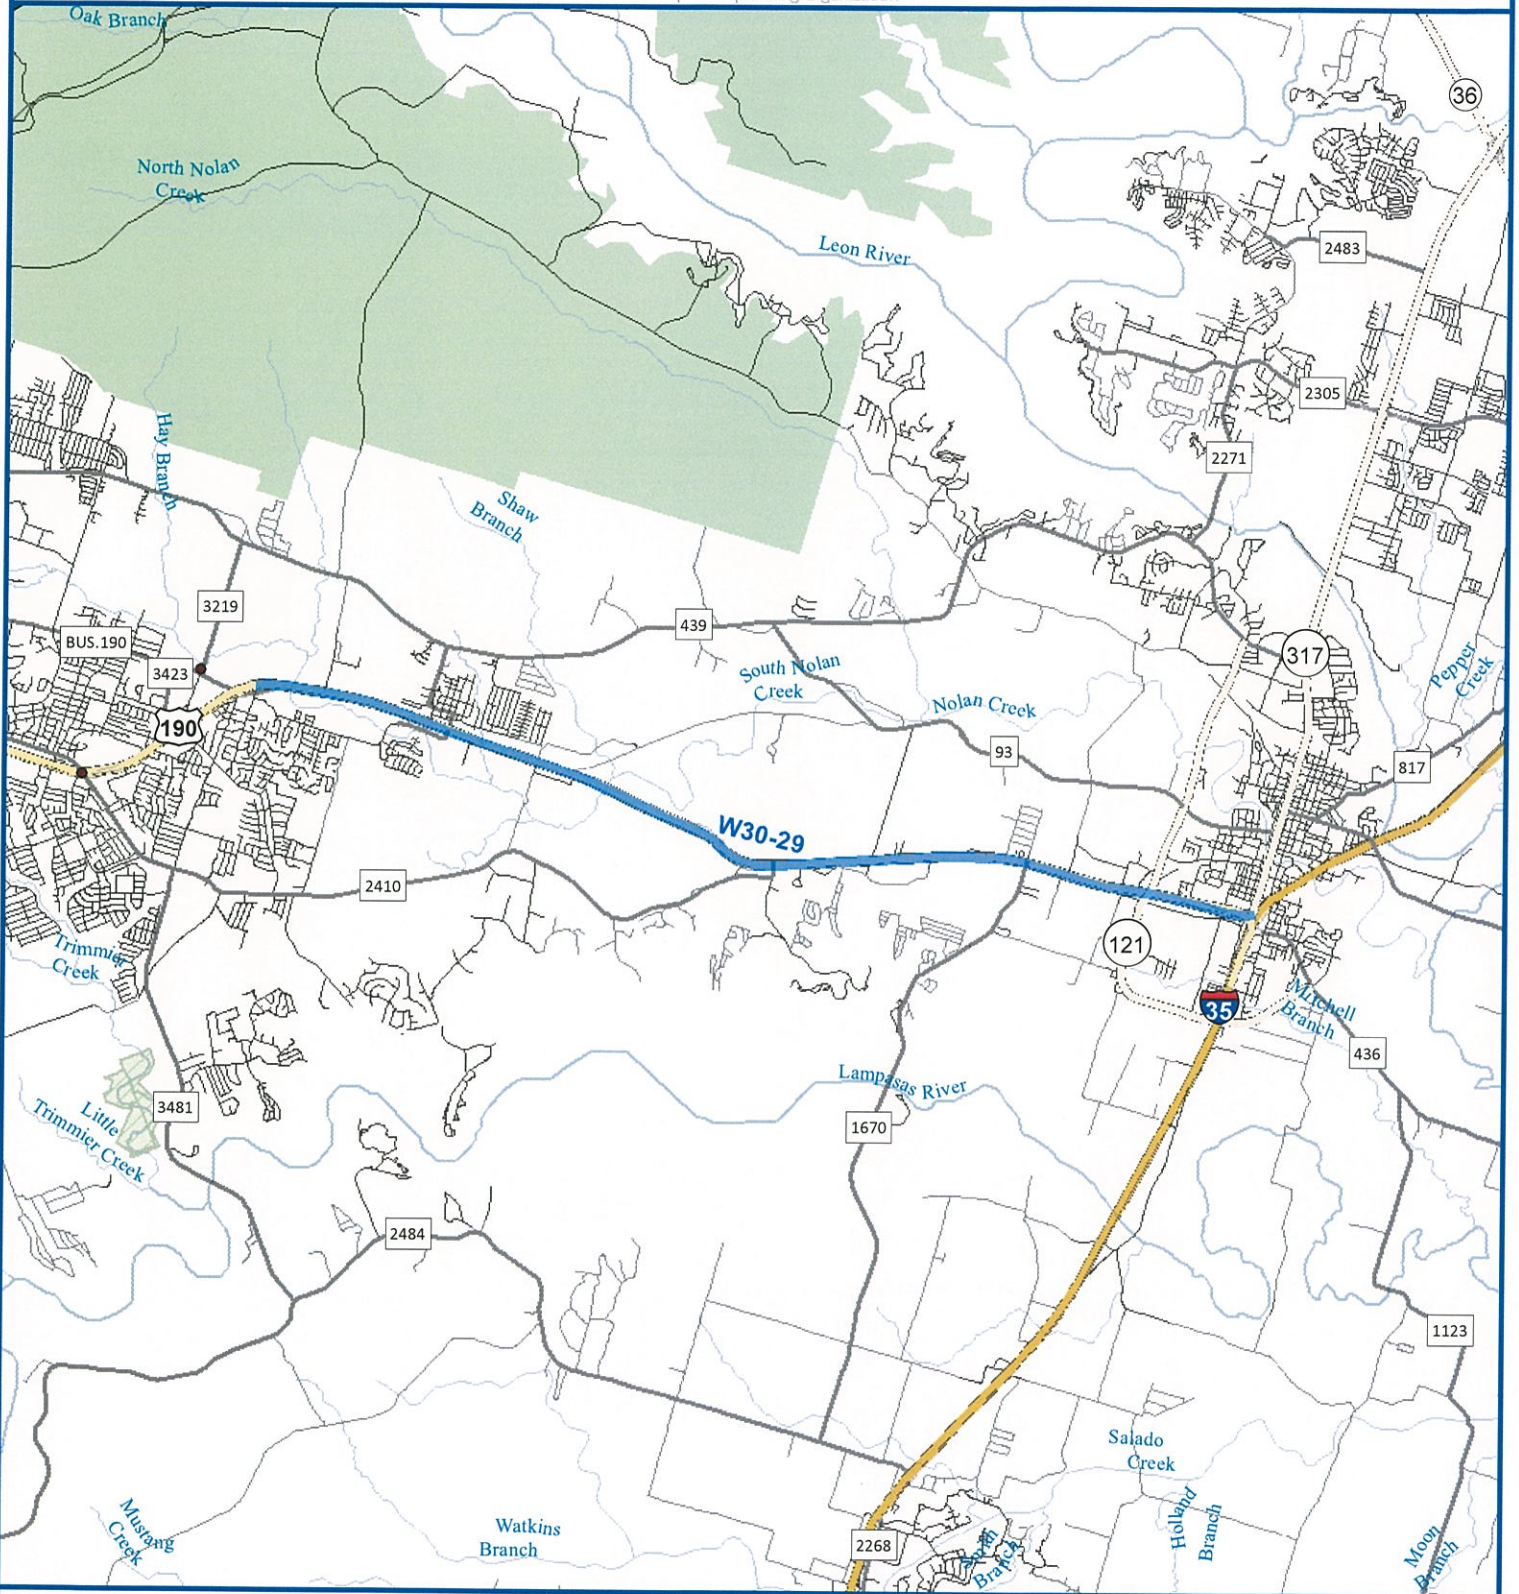 Oak Branch
36
North Nolan
Creek
Leon River
2483
2305
Hay Branch
2271
Shaw
Branch
3219
439
BUS.190
317
3423
South Nolan
Creek
Pepper
Creek
Nolan Creek
190
93
817
W30-29
2410
121
Trimmier
Creek
35
Mitchell
Branch
436
Lampasas River
Little
Trimmier Creek
3481
1670
2484
1123
Salado
Creek
Mustang
Creek
Watkins
Branch
Holland
Branch
2268
Smith
Branch
Moon
Branch